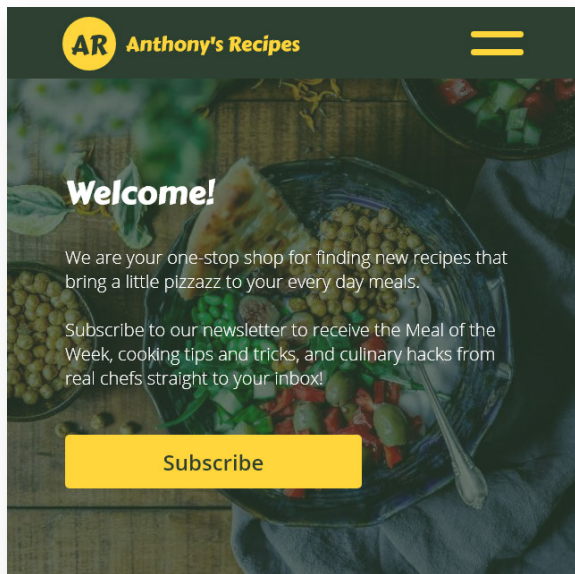 AR Anthony's Recipes
Welcome!
We are your one-stop shop for finding new recipes that
bring a little pizzazz to your every day meals.
Subscribe to our newsletter to receive the Meal of the
Week, cooking tips and tricks, and culinary hacks from
real chefs straight to your inbox!
Subscribe